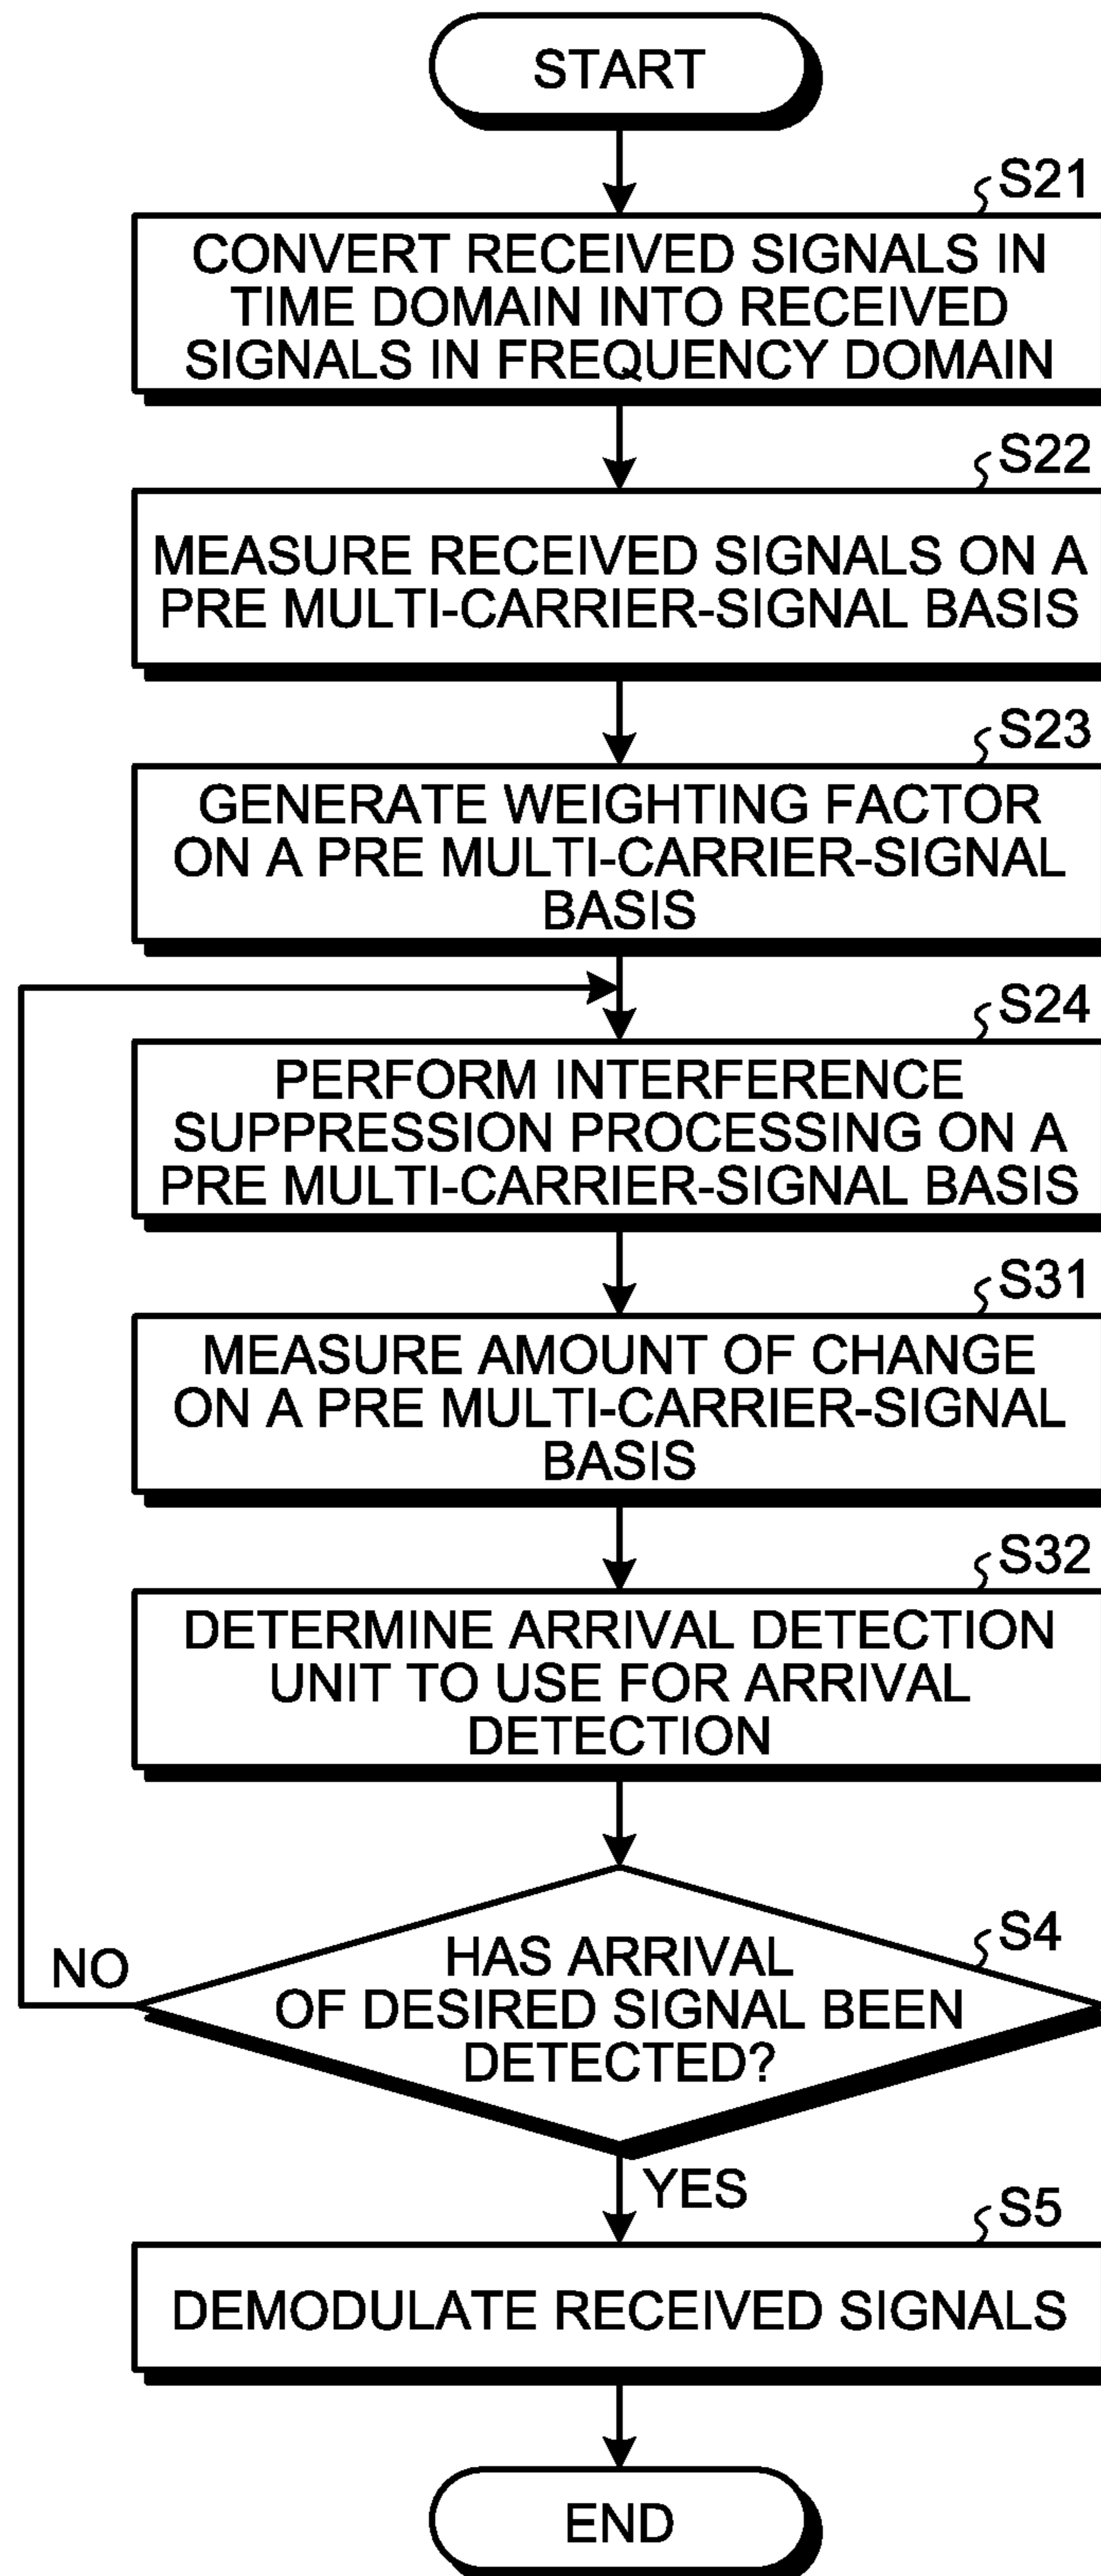 START
S21
CONVERT RECEIVED SIGNALS IN
TIME DOMAIN INTO RECEIVED
SIGNALS IN FREQUENCY DOMAIN
S22
MEASURE RECEIVED SIGNALS ON A
PRE MULTI-CARRIER-SIGNAL BASIS
S23
GENERATE WEIGHTING FACTOR
ON A PRE MULTI-CARRIER-SIGNAL
BASIS
S24
PERFORM INTERFERENCE
SUPPRESSION PROCESSING ON A
PRE MULTI-CARRIER-SIGNAL BASIS
S31
MEASURE AMOUNT OF CHANGE
ON A PRE MULTI-CARRIER-SIGNAL
BASIS
S32
DETERMINE ARRIVAL DETECTION
UNIT TO USE FOR ARRIVAL
DETECTION
S4
HAS ARRIVAL
OF DESIRED SIGNAL BEEN
DETECTED?
NO
YES
S5
DEMODULATE RECEIVED SIGNALS
END